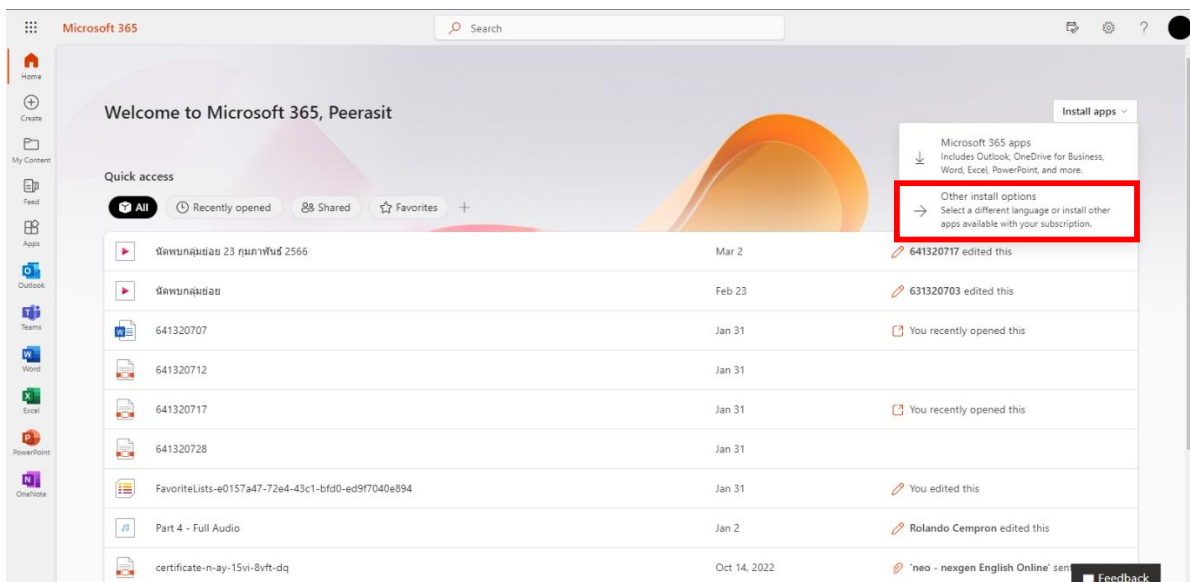 Microsoft 365
Search
?
Home
Create
My Content
Feed
Apps
Outlook
Teams
Word
Excel
PowerPoint
OneNote
Welcome to Microsoft 365, Peerasit
Install apps
Microsoft 365 apps
Includes Outlook, OneDrive for Business,
Word, Excel, PowerPoint, and more.
Other install options
Select a different language or install other
apps available with your subscription.
Quick access
All Recently opened Shared Favorites +
นัดพบกลุ่มย่อย 23 กุมภาพันธ์ 2566 Mar 2 641320717 edited this
นัดพบกลุ่มย่อย Feb 23 631320703 edited this
641320707 Jan 31 You recently opened this
641320712 Jan 31
641320717 Jan 31 You recently opened this
641320728 Jan 31
FavoriteLists-e0157a47-72e4-43c1-bfd0-ed9f7040e894 Jan 31 You edited this
Part 4 - Full Audio Jan 2 Rolando Cempron edited this
certificate-n-ay-15vi-8vft-dq Oct 14, 2022 'neo - nexgen English Online' sen
Feedback